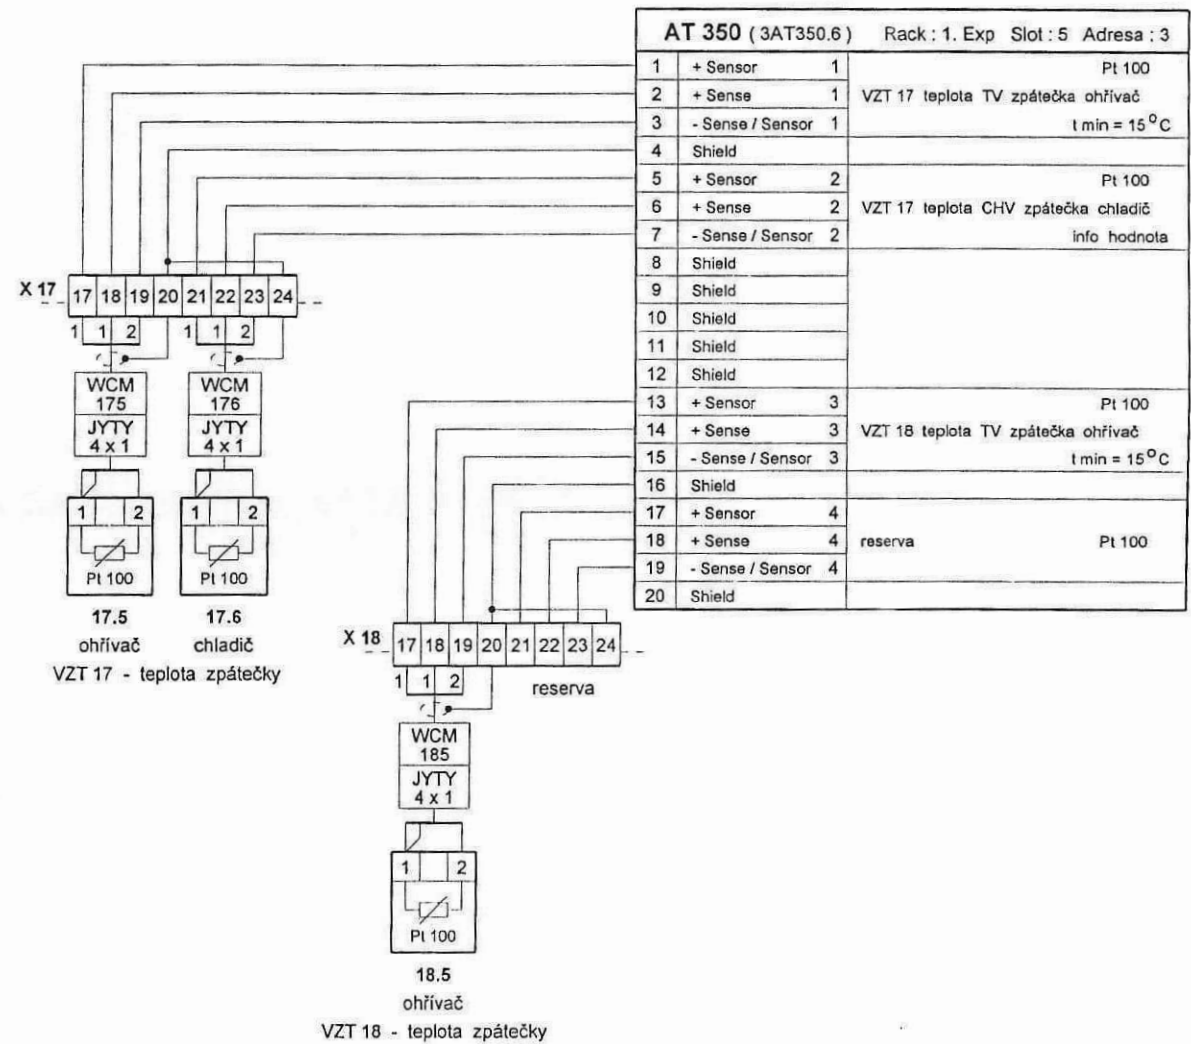 AT 350 ( 3AT350.6 ) Rack : 1. Exp Slot : 5 Adresa : 3
1 + Sensor 1 Pt 100
2 + Sense 1 VZT 17 teplota TV zpátečka ohřívač
3 - Sense / Sensor 1 t min = 15 °C
4 Shield
5 + Sensor 2 Pt 100
6 + Sense 2 VZT 17 teplota CHV zpátečka chladič
7 - Sense / Sensor 2 info hodnota
8 Shield
9 Shield
10 Shield
11 Shield
12 Shield
13 + Sensor 3 Pt 100
14 + Sense 3 VZT 18 teplota TV zpátečka ohřívač
15 - Sense / Sensor 3 t min = 15 °C
16 Shield
17 + Sensor 4
18 + Sense 4 reserva Pt 100
19 - Sense / Sensor 4
20 Shield
X 17 17 18 19 20 21 22 23 24
1 1 2 1 1 2
WCM 175
JYTY 4 x 1
WCM 176
JYTY 4 x 1
1 2
Pt 100
1 2
Pt 100
17.5
ohřívač
17.6
chladič
VZT 17 - teplota zpátečky
X 18 17 18 19 20 21 22 23 24
1 1 2 reserva
WCM
185
JYTY
4 x 1
1 2
Pt 100
18.5
ohřívač
VZT 18 - teplota zpátečky